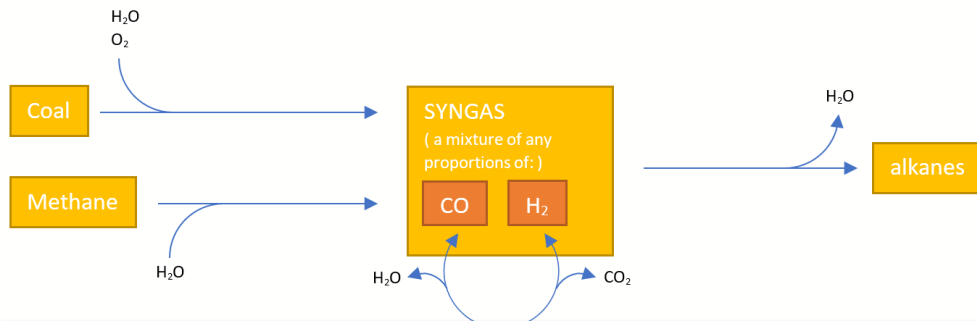 H₂O
O₂
Coal
Methane
H₂O
SYNGAS
( a mixture of any
proportions of: )
CO
H₂
H₂O
CO₂
H₂O
alkanes